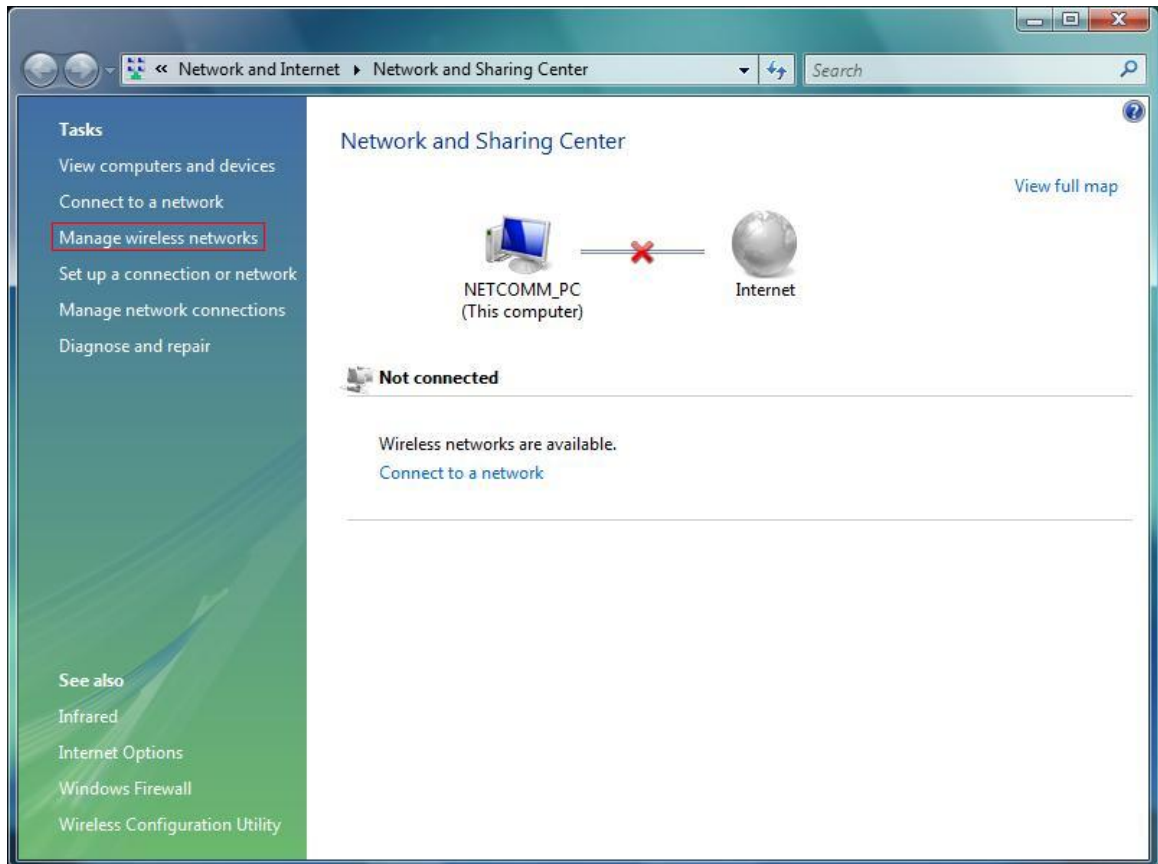 « Network and Internet ▸ Network and Sharing Center
Search
Tasks
View computers and devices
Connect to a network
Manage wireless networks
Set up a connection or network
Manage network connections
Diagnose and repair
See also
Infrared
Internet Options
Windows Firewall
Wireless Configuration Utility
Network and Sharing Center
View full map
NETCOMM_PC
(This computer)
Internet
Not connected
Wireless networks are available.
Connect to a network